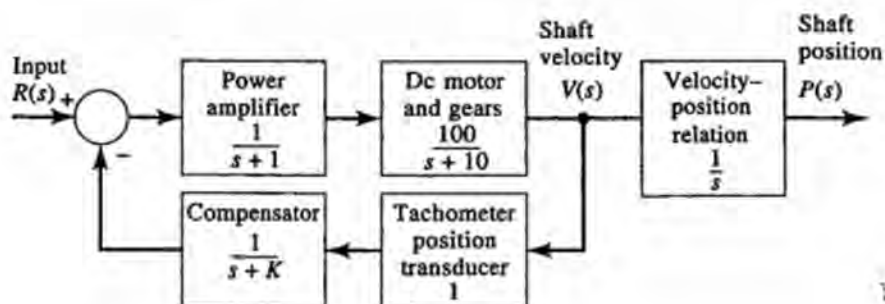 Shaft
velocity
V(s)
Shaft
position
P(s)
Input
R(s)
+
−
Power
amplifier
1
s + 1
Dc motor
and gears
100
s + 10
Velocity–
position
relation
1
s
Compensator
1
s + K
Tachometer
position
transducer
1